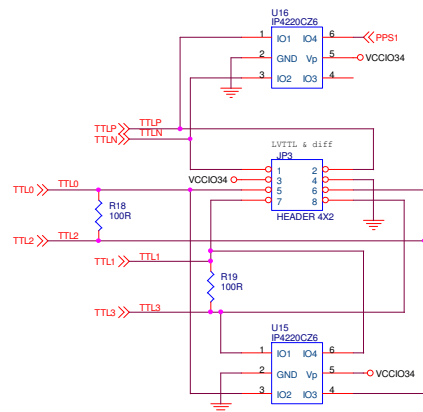 U16
IP4220CZ6
1 IO1 IO4 6 PPS1
2 GND Vp 5 VCCIO34
3 IO2 IO3 4
TTLP TTLP
TTLN TTLN
LVTTL & diff
JP3
1 2
VCCIO34 3 4
TTL0 TTL0 5 6
7 8
HEADER 4X2
R18
100R
TTL2 TTL2
TTL1 TTL1
R19
100R
TTL3 TTL3
U15
IP4220CZ6
1 IO1 IO4 6
2 GND Vp 5 VCCIO34
3 IO2 IO3 4